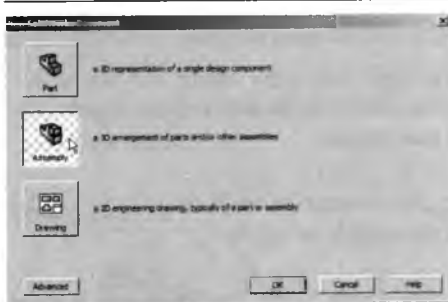 Part
a 3D representation of a single design component
Assembly
a 3D arrangement of parts and/or other assemblies
Drawing
a 2D engineering drawing, typically of a part or assembly
Advanced
OK
Cancel
Help